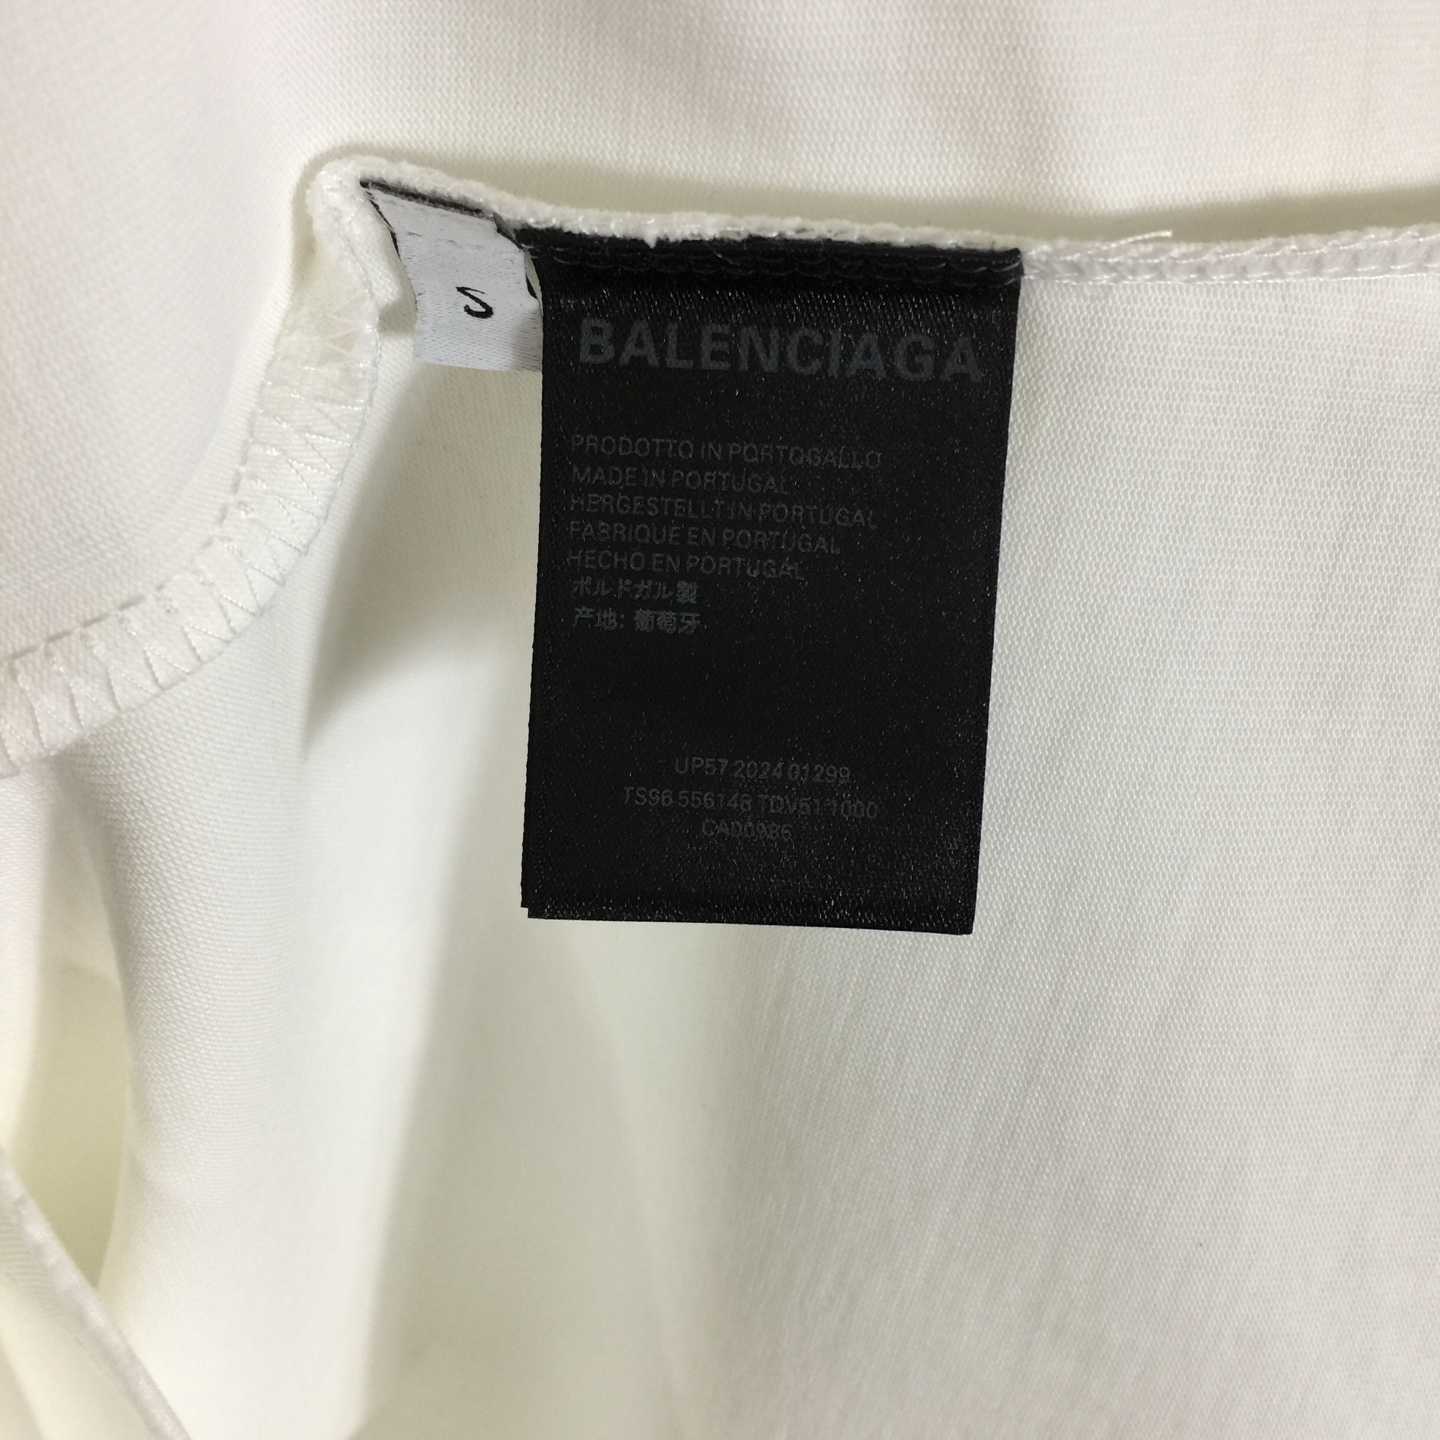 S
BALENCIAGA
PRODOTTO IN PORTOGALLO
MADE IN PORTUGAL
HERGESTELLT IN PORTUGAL
FABRIQUE EN PORTUGAL
HECHO EN PORTUGAL
ポルドガル製
产地: 葡萄牙
UP57 2024 01299
TS96 556148 TDV51 1000
CA00986